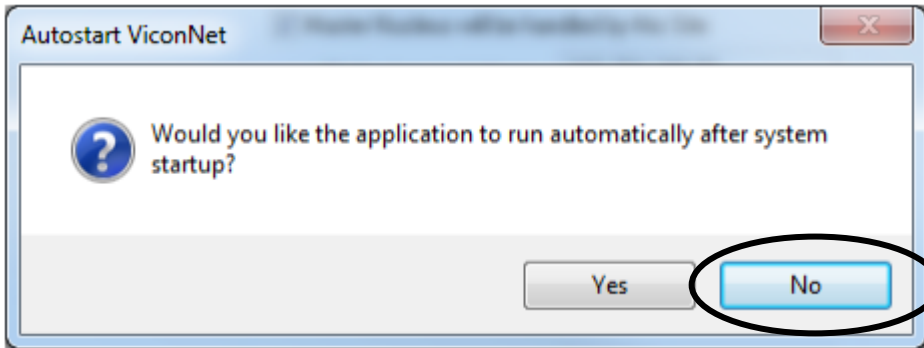 Autostart ViconNet
Would you like the application to run automatically after system
startup?
Yes
No